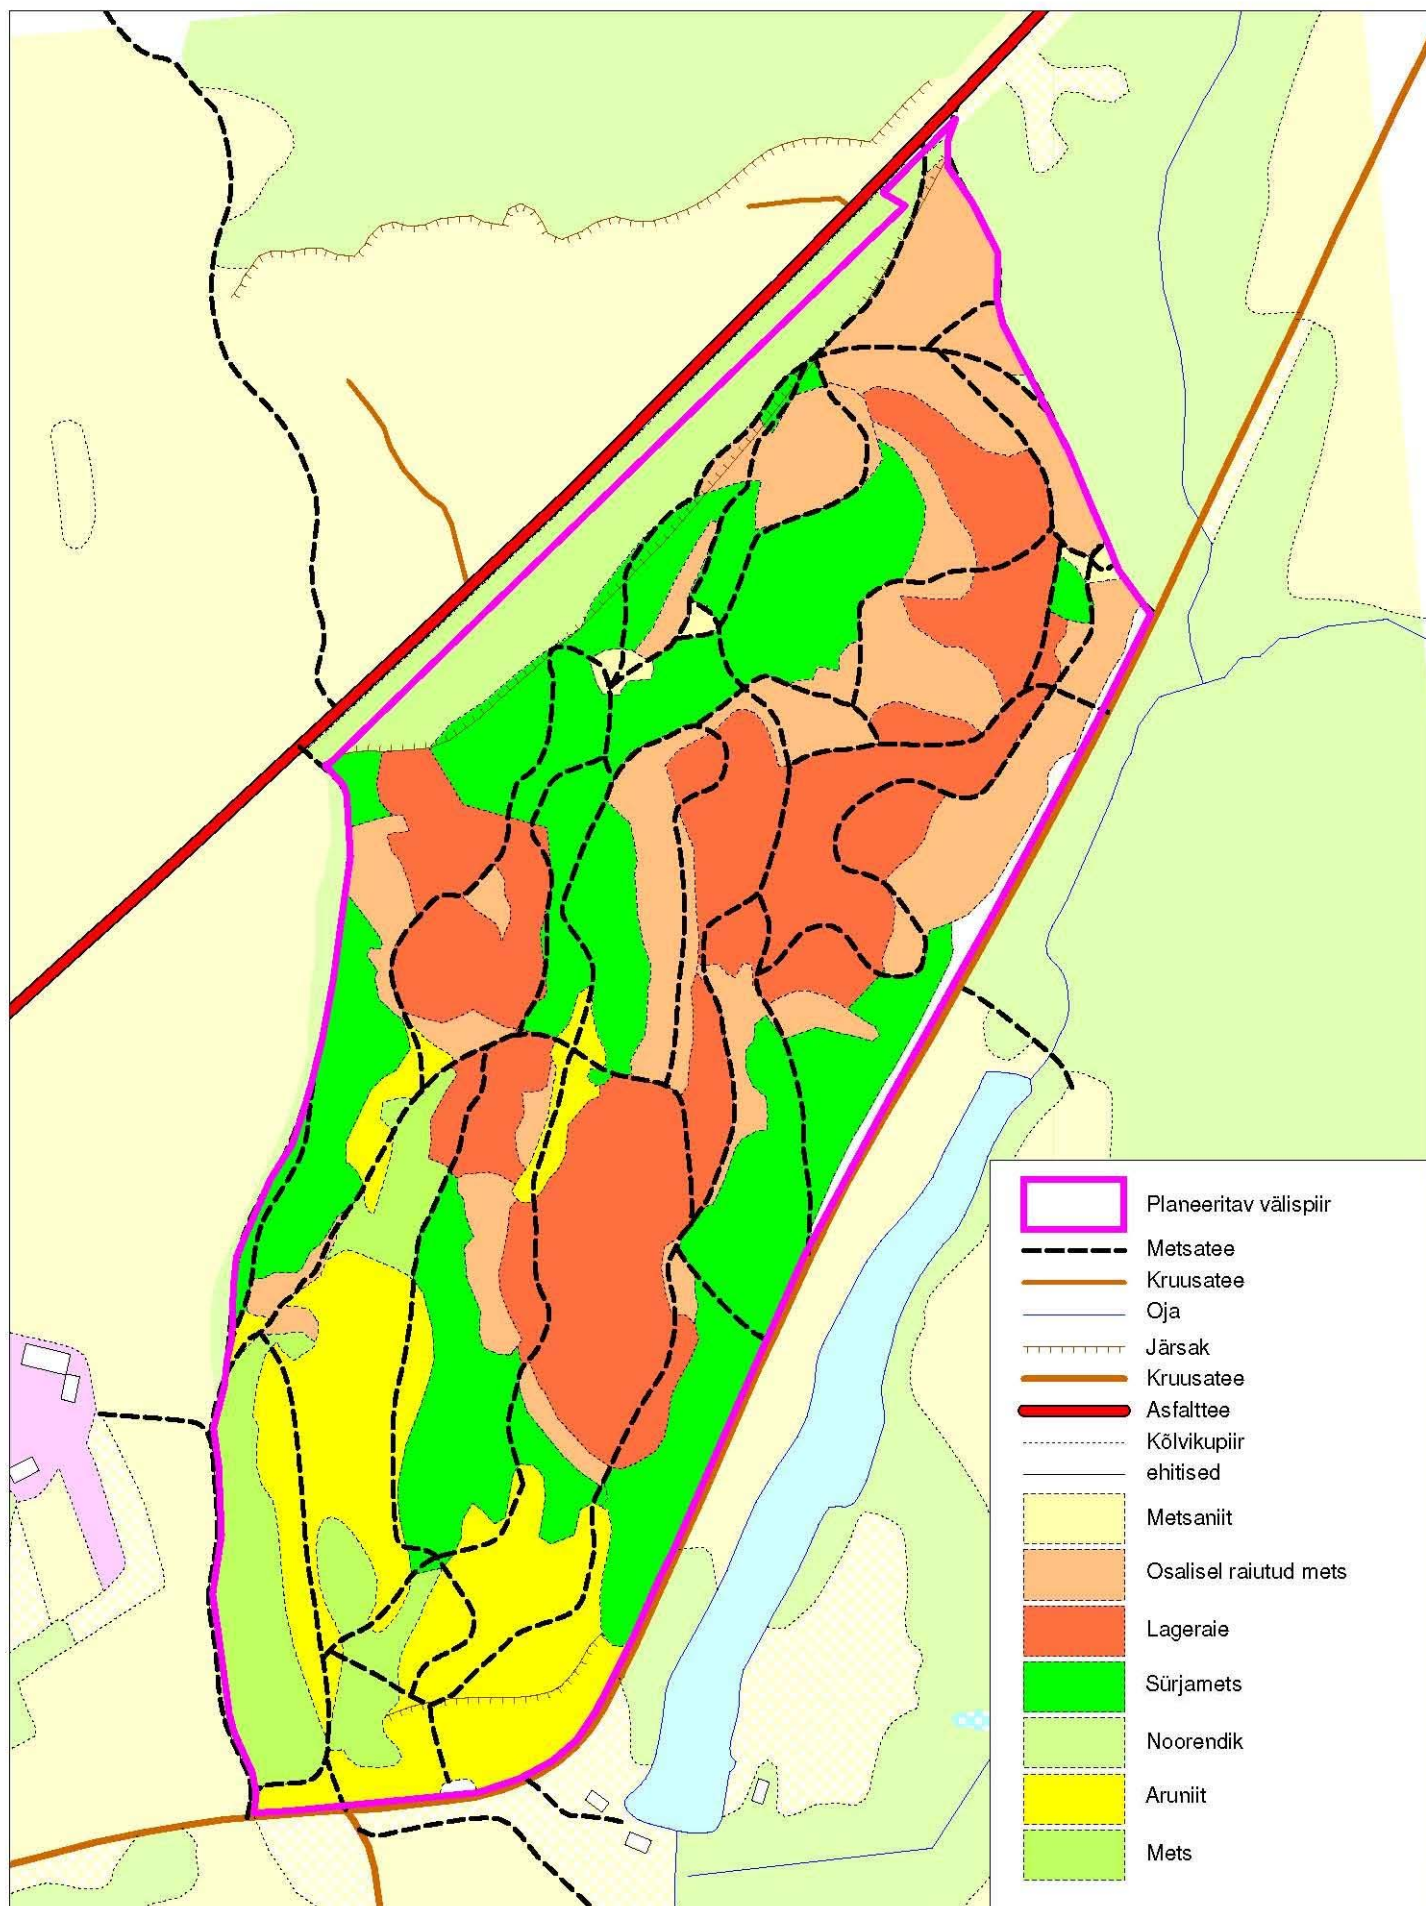 Planeeritav välispiir
Metsatee
Kruusatee
Oja
Järsak
Kruusatee
Asfalttee
Kõlvikupiir
ehitised
Metsaniit
Osalisel raiutud mets
Lageraie
Sürjamets
Noorendik
Aruniit
Mets